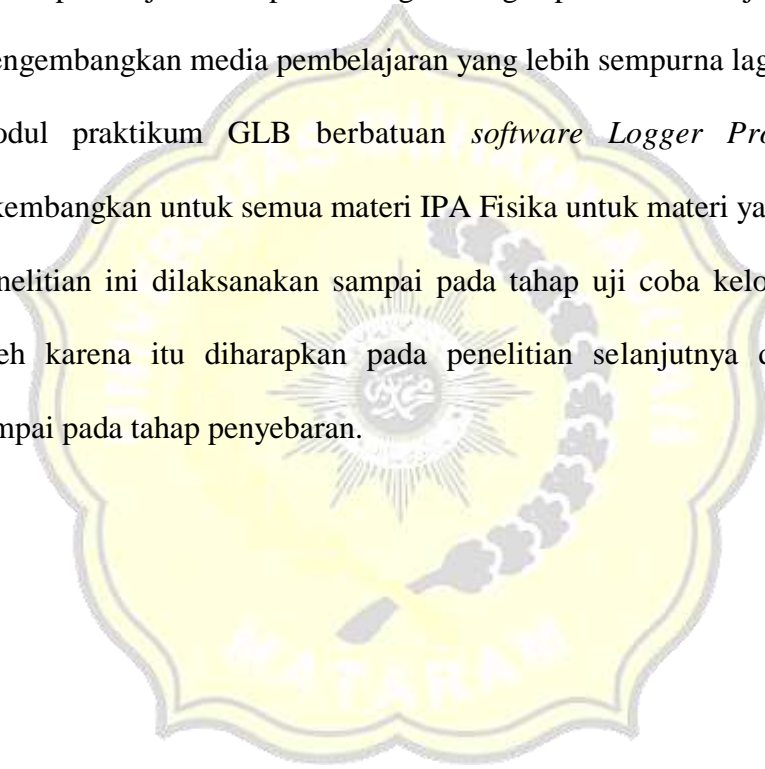 engembangkan media pembelajaran yang lebih sempurna lag
odul praktikum GLB berbatuan software Logger Pro
kembangkan untuk semua materi IPA Fisika untuk materi ya
nelitian ini dilaksanakan sampai pada tahap uji coba kelo
eh karena itu diharapkan pada penelitian selanjutnya d
mpai pada tahap penyebaran.
UNIVERSITAS MUHAMMADIYAH
MATARAM